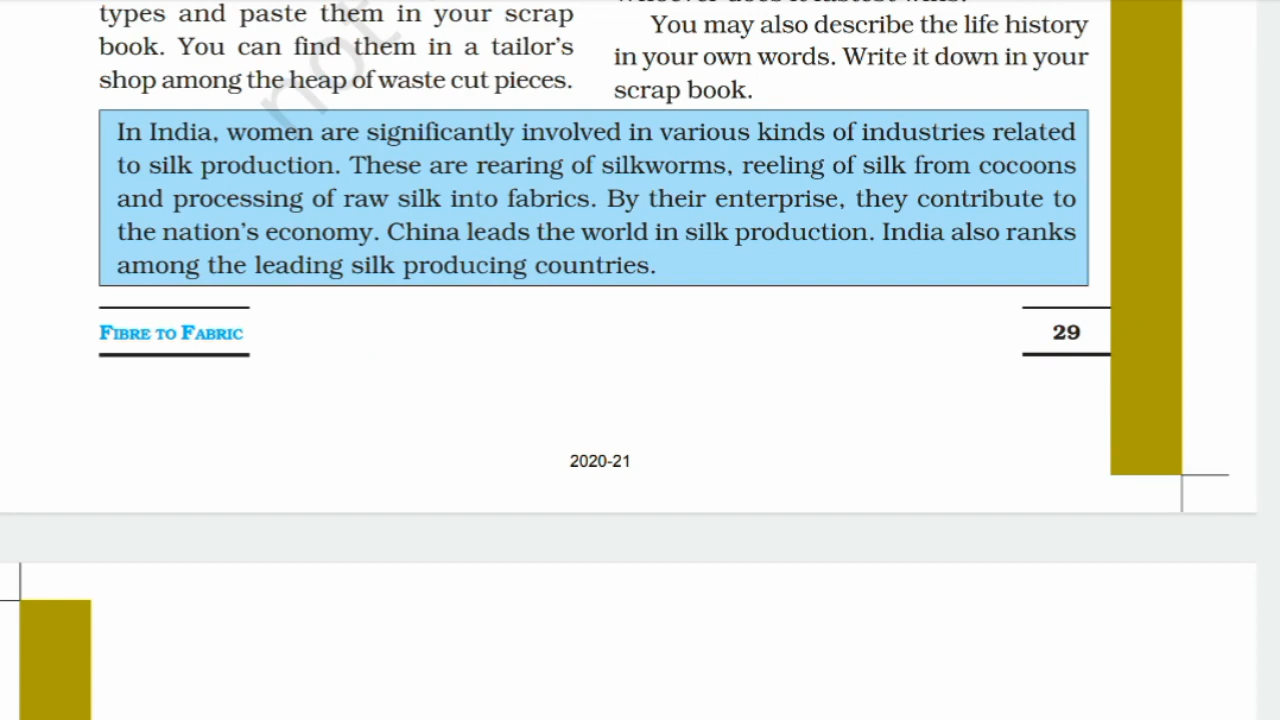 types and paste them in your scrap
book. You can find them in a tailor's
shop among the heap of waste cut pieces.
You may also describe the life history
in your own words. Write it down in your
scrap book.
In India, women are significantly involved in various kinds of industries related
to silk production. These are rearing of silkworms, reeling of silk from cocoons
and processing of raw silk into fabrics. By their enterprise, they contribute to
the nation's economy. China leads the world in silk production. India also ranks
among the leading silk producing countries.
FIBRE TO FABRIC
29
2020-21
not